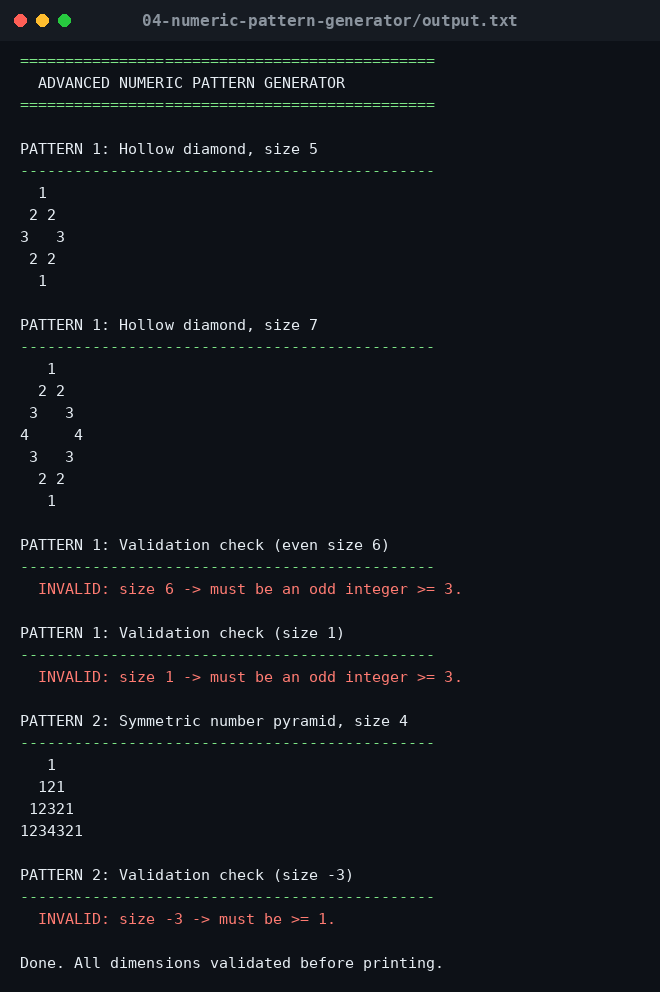 04-numeric-pattern-generator/output.txt
==============================================
  ADVANCED NUMERIC PATTERN GENERATOR
==============================================

PATTERN 1: Hollow diamond, size 5
----------------------------------------------
  1
 2 2
3   3
 2 2
  1

PATTERN 1: Hollow diamond, size 7
----------------------------------------------
   1
  2 2
 3   3
4     4
 3   3
  2 2
   1

PATTERN 1: Validation check (even size 6)
----------------------------------------------
  INVALID: size 6 -> must be an odd integer >= 3.

PATTERN 1: Validation check (size 1)
----------------------------------------------
  INVALID: size 1 -> must be an odd integer >= 3.

PATTERN 2: Symmetric number pyramid, size 4
----------------------------------------------
   1
  121
 12321
1234321

PATTERN 2: Validation check (size -3)
----------------------------------------------
  INVALID: size -3 -> must be >= 1.

Done. All dimensions validated before printing.